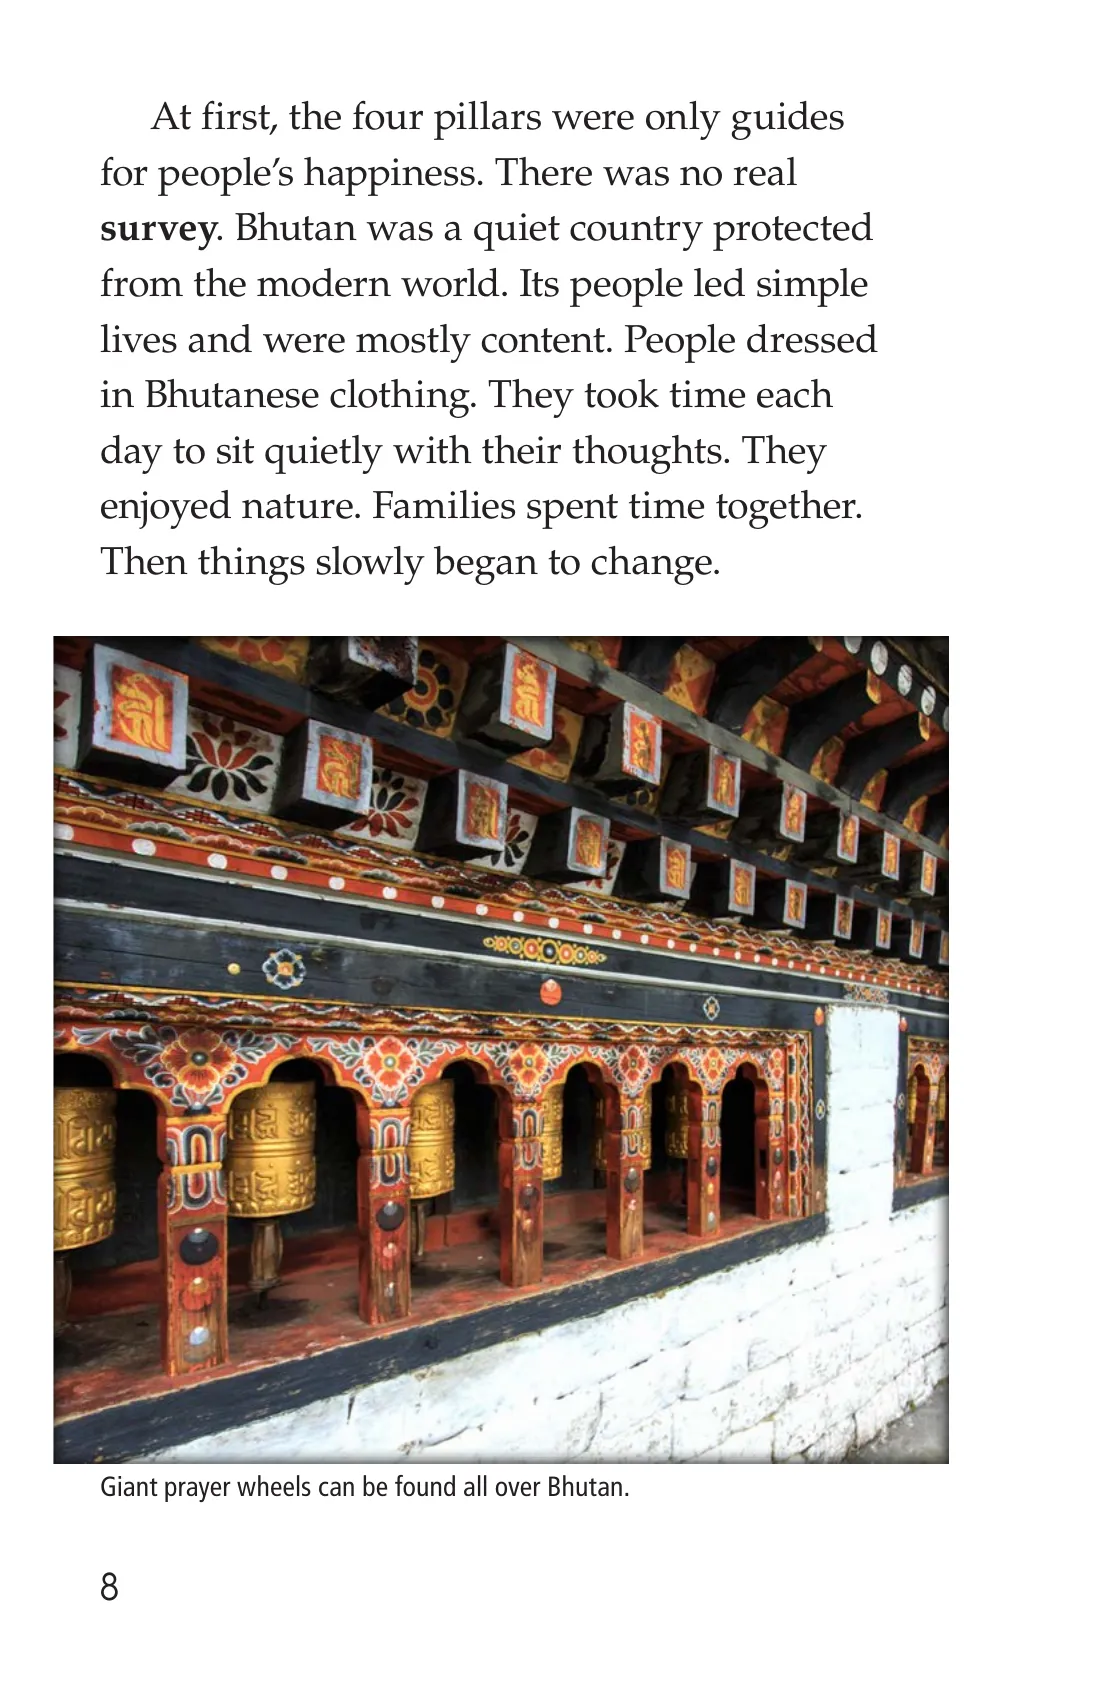 At first, the four pillars were only guides
for people’s happiness. There was no real
survey. Bhutan was a quiet country protected
from the modern world. Its people led simple
lives and were mostly content. People dressed
in Bhutanese clothing. They took time each
day to sit quietly with their thoughts. They
enjoyed nature. Families spent time together.
Then things slowly began to change.
Giant prayer wheels can be found all over Bhutan.
8